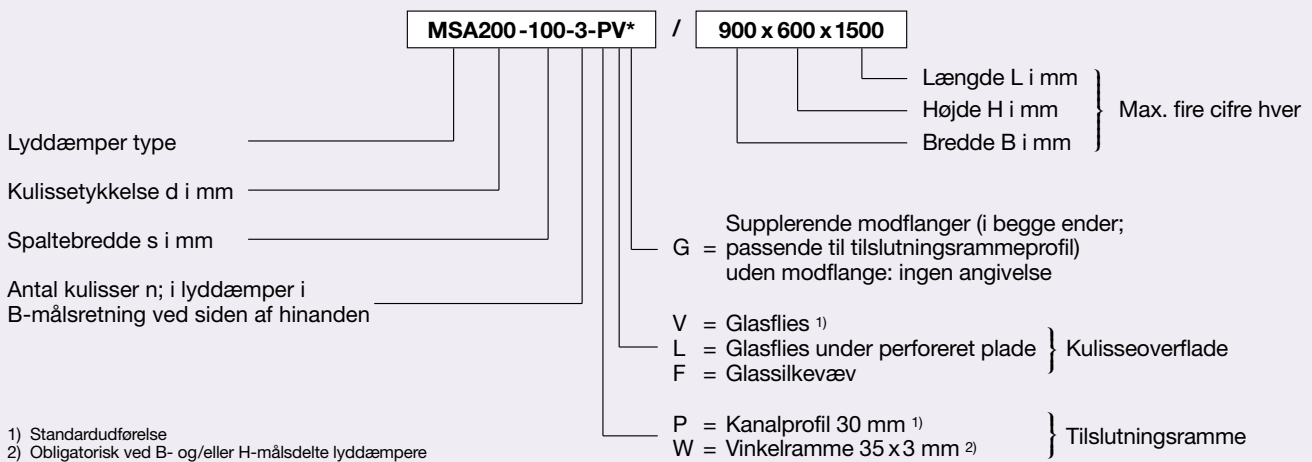 MSA200-100-3-PV* / 900 x 600 x 1500
Længde L i mm
Højde H i mm
Bredde B i mm
Max. fire cifre hver
Lyddæmper type
Kulissetykkelse d i mm
Spaltebredde s i mm
Antal kulisser n; i lyddæmper i
B-målsretning ved siden af hinanden
Supplerende modflanger (i begge ender;
G = passende til tilslutningsrammeprofil)
uden modflange: ingen angivelse
V = Glasflies 1)
L = Glasflies under perforeret plade
F = Glassilkevæv
Kulisseoverflade
P = Kanalprofil 30 mm 1)
W = Vinkelramme 35 x 3 mm 2)
Tilslutningsramme
1) Standardudførelse
2) Obligatorisk ved B- og/eller H-målsdelte lyddæmpere